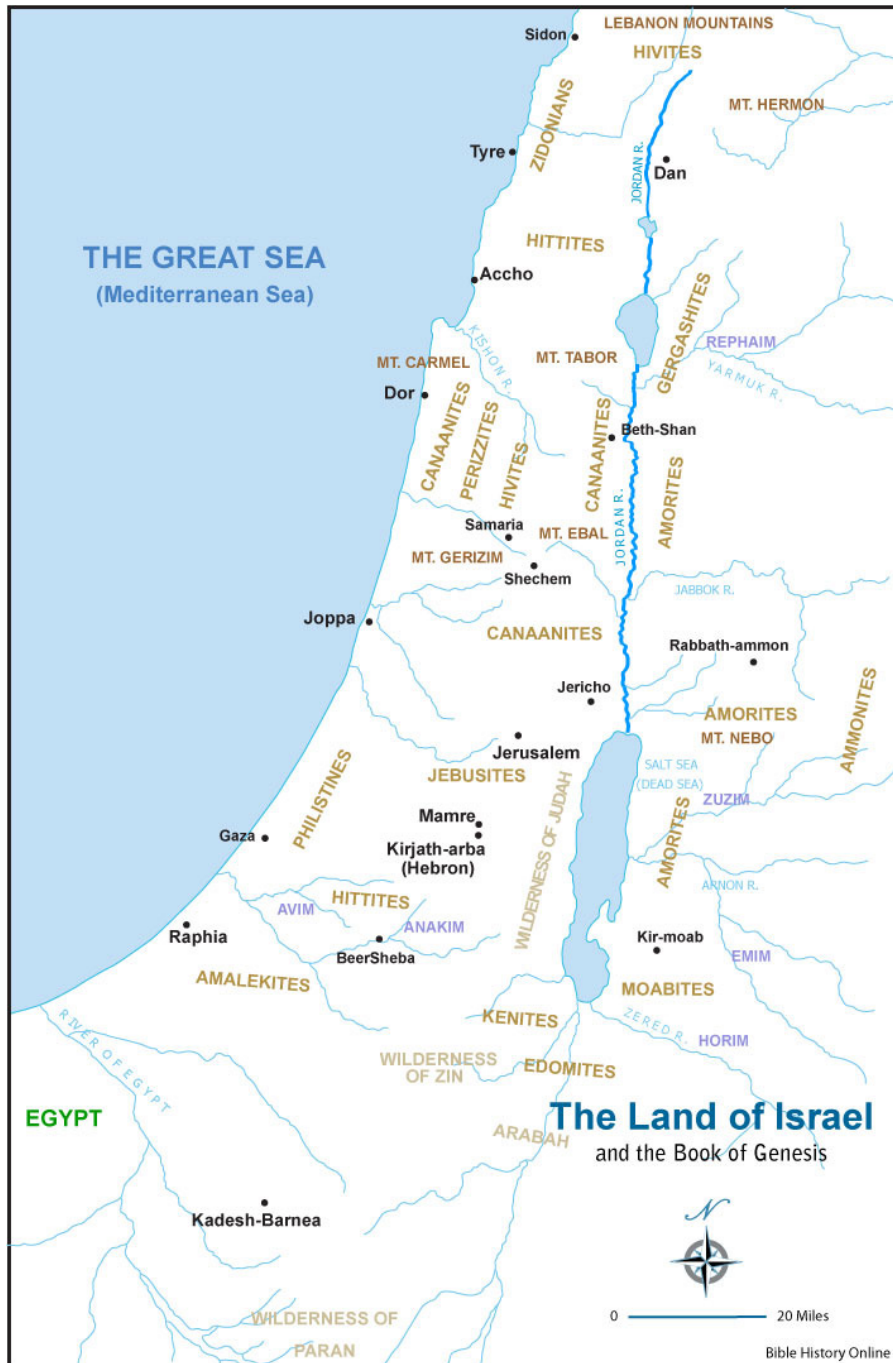 LEBANON MOUNTAINS
Sidon
HIVITES
MT. HERMON
ZIDONIANS
Tyre
JORDAN R.
Dan
HITTITES
THE GREAT SEA
(Mediterranean Sea)
Accho
GERGASHITES
REPHAIM
KISHON R.
MT. TABOR
MT. CARMEL
YARMUK R.
Dor
CANAANITES
PERIZZITES
HIVITES
CANAANITES
Beth-Shan
AMORITES
Samaria
MT. EBAL
JORDAN R.
MT. GERIZIM
Shechem
JABBOK R.
Joppa
CANAANITES
Rabbath-ammon
Jericho
AMORITES
AMMONITES
MT. NEBO
Jerusalem
SALT SEA
(DEAD SEA)
JEBUSITES
PHILISTINES
ZUZIM
WILDERNESS OF JUDAH
Mamre
AMORITES
Gaza
Kirjath-arba
(Hebron)
ARNON R.
HITTITES
AVIM
ANAKIM
Raphia
Kir-moab
BeerSheba
EMIM
AMALEKITES
MOABITES
KENITES
RIVER OF EGYPT
ZERED R.
HORIM
WILDERNESS
OF ZIN
EDOMITES
EGYPT
The Land of Israel
and the Book of Genesis
ARABAH
N
Kadesh-Barnea
0
20 Miles
WILDERNESS OF
PARAN
Bible History Online